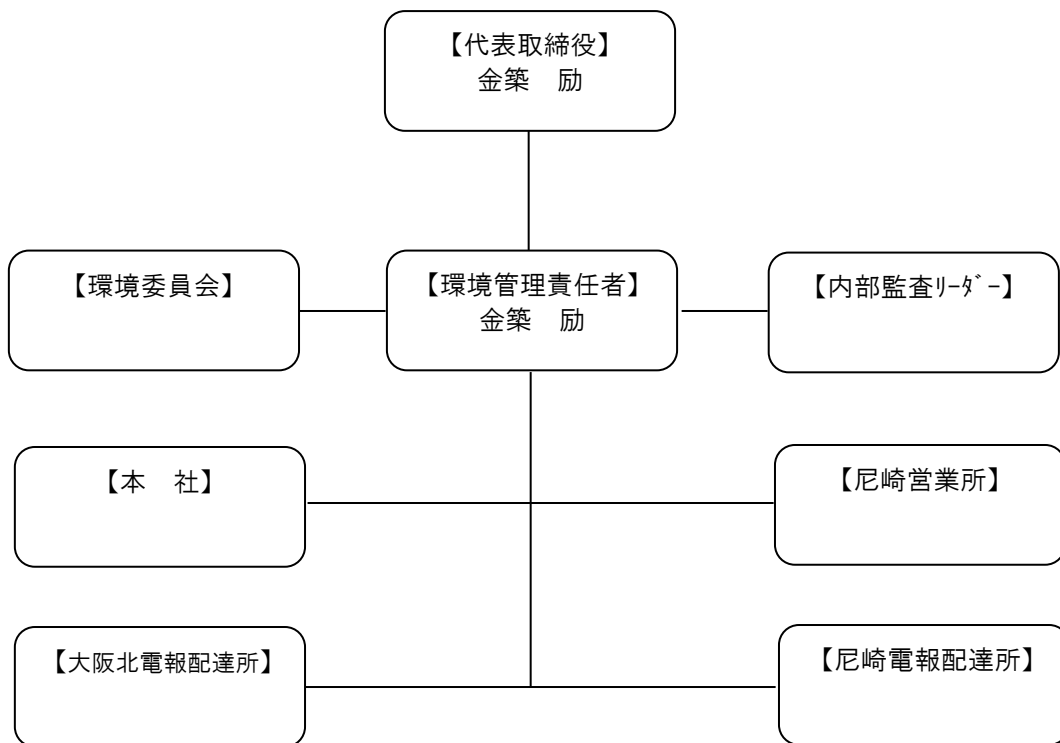 【代表取締役】
金築　励
【環境委員会】
【環境管理責任者】
金築　励
【内部監査ﾘｰﾀﾞｰ】
【本　社】
【尼崎営業所】
【大阪北電報配達所】
【尼崎電報配達所】